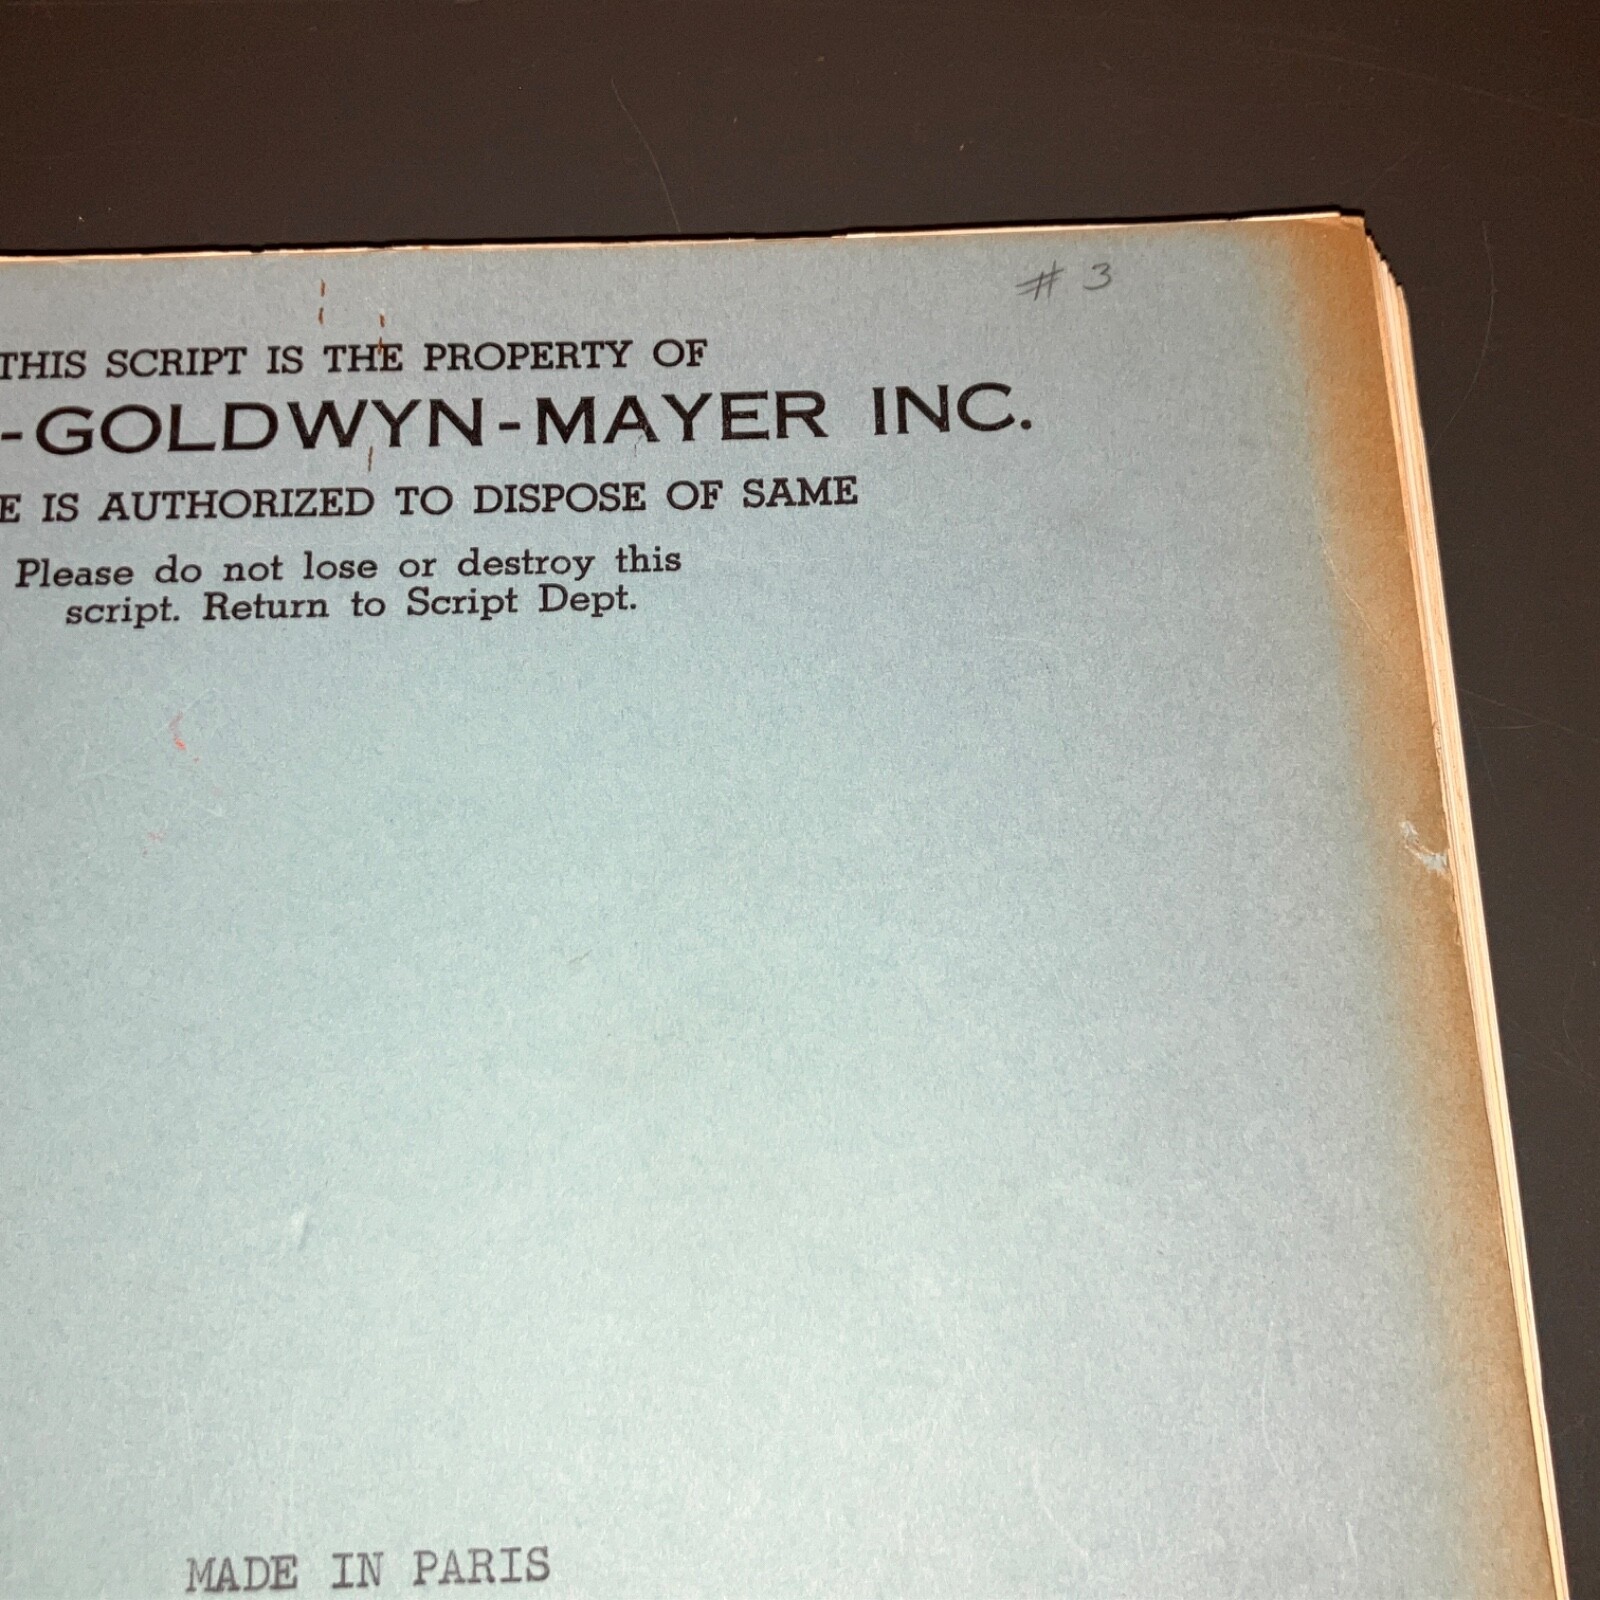 # 3
THIS SCRIPT IS THE PROPERTY OF
-GOLDWYN-MAYER INC.
E IS AUTHORIZED TO DISPOSE OF SAME
Please do not lose or destroy this
script. Return to Script Dept.
MADE IN PARIS